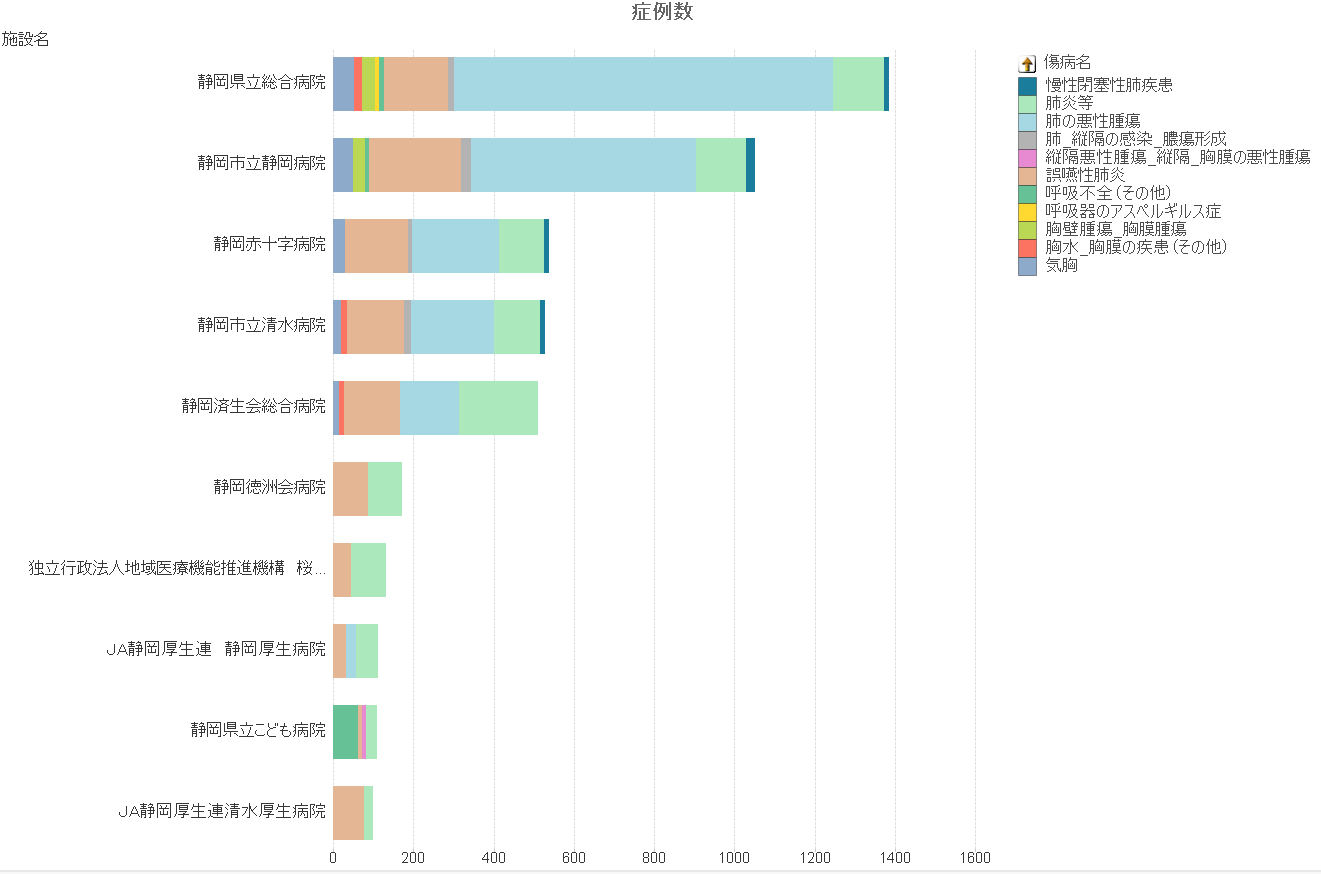 症例数
施設名
静岡県立総合病院
静岡市立静岡病院
静岡赤十字病院
静岡市立清水病院
静岡済生会総合病院
静岡徳洲会病院
独立行政法人地域医療機能推進機構　桜...
JA静岡厚生連　静岡厚生病院
静岡県立こども病院
JA静岡厚生連清水厚生病院
0 200 400 600 800 1000 1200 1400 1600
傷病名
慢性閉塞性肺疾患
肺炎等
肺の悪性腫瘍
肺_縦隔の感染_膿瘍形成
縦隔悪性腫瘍_縦隔_胸膜の悪性腫瘍
誤嚥性肺炎
呼吸不全（その他）
呼吸器のアスペルギルス症
胸壁腫瘍_胸膜腫瘍
胸水_胸膜の疾患（その他）
気胸